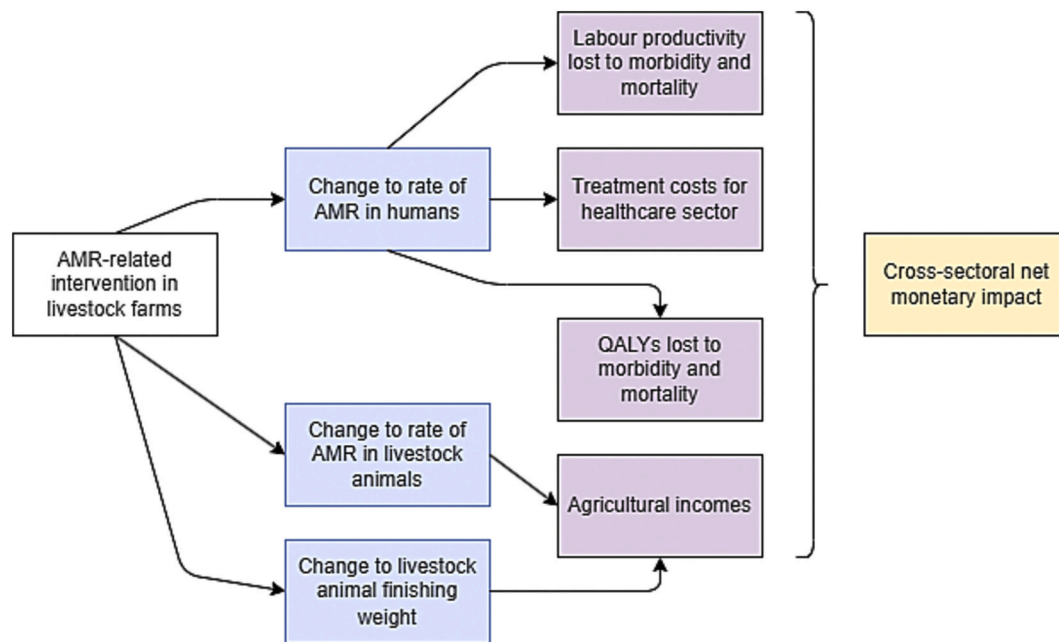 Labour productivity
lost to morbidity and
mortality
Change to rate of
AMR in humans
Treatment costs for
healthcare sector
AMR-related
intervention in
livestock farms
Cross-sectoral net
monetary impact
QALYs lost to
morbidity and
mortality
Change to rate of
AMR in livestock
animals
Agricultural incomes
Change to livestock
animal finishing
weight